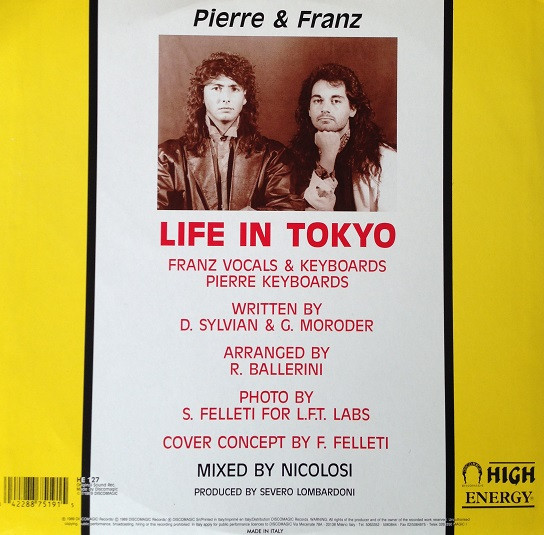 Pierre & Franz
LIFE IN TOKYO
FRANZ VOCALS & KEYBOARDS
PIERRE KEYBOARDS
WRITTEN BY
D. SYLVIAN & G. MORODER
ARRANGED BY
R. BALLERINI
PHOTO BY
S. FELLETI FOR L.F.T. LABS
COVER CONCEPT BY F. FELLETI
MIXED BY NICOLOSI
PRODUCED BY SEVERO LOMBARDONI
42288 75191
HIGH
ENERGY
MADE IN ITALY